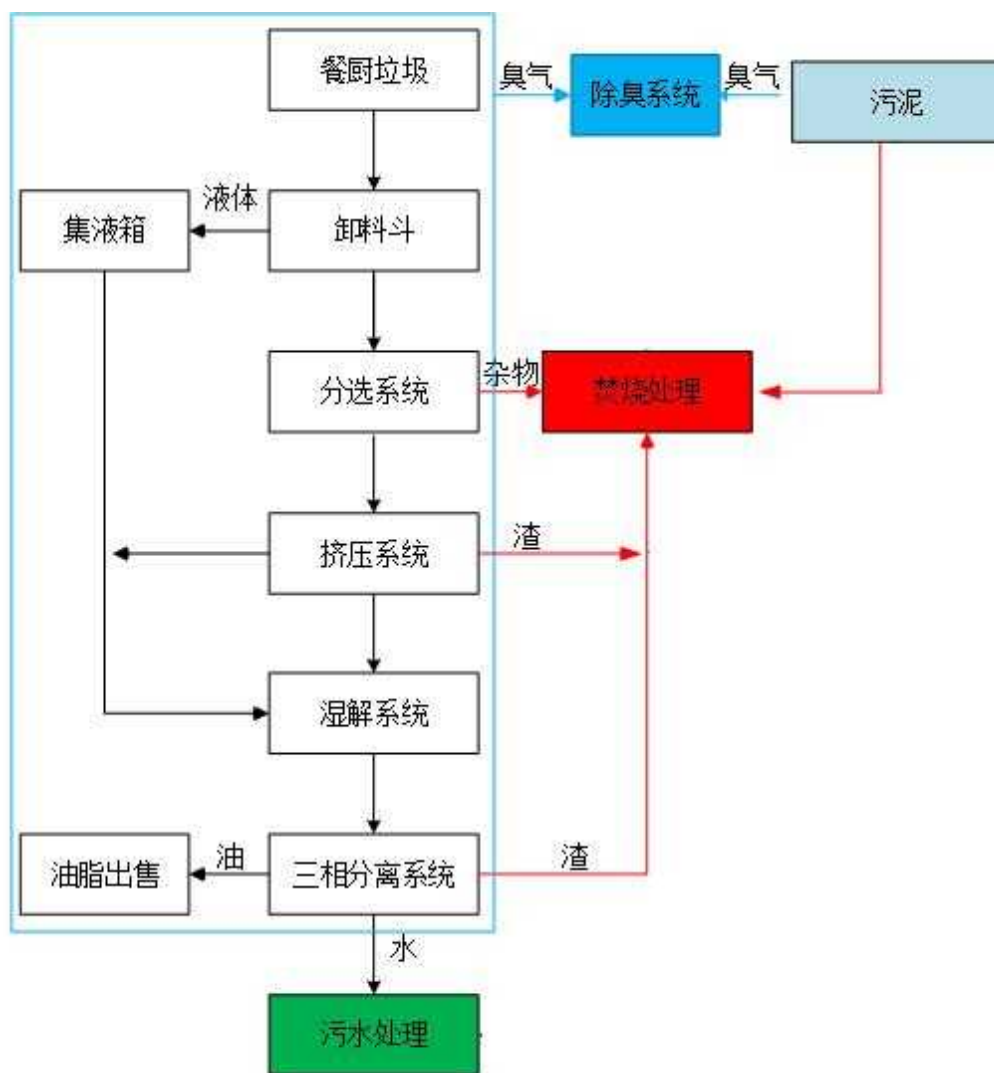 餐厨垃圾
臭气
除臭系统
臭气
污泥
集液箱
液体
卸料斗
分选系统
杂物
焚烧处理
挤压系统
渣
湿解系统
油脂出售
油
三相分离系统
渣
水
污水处理